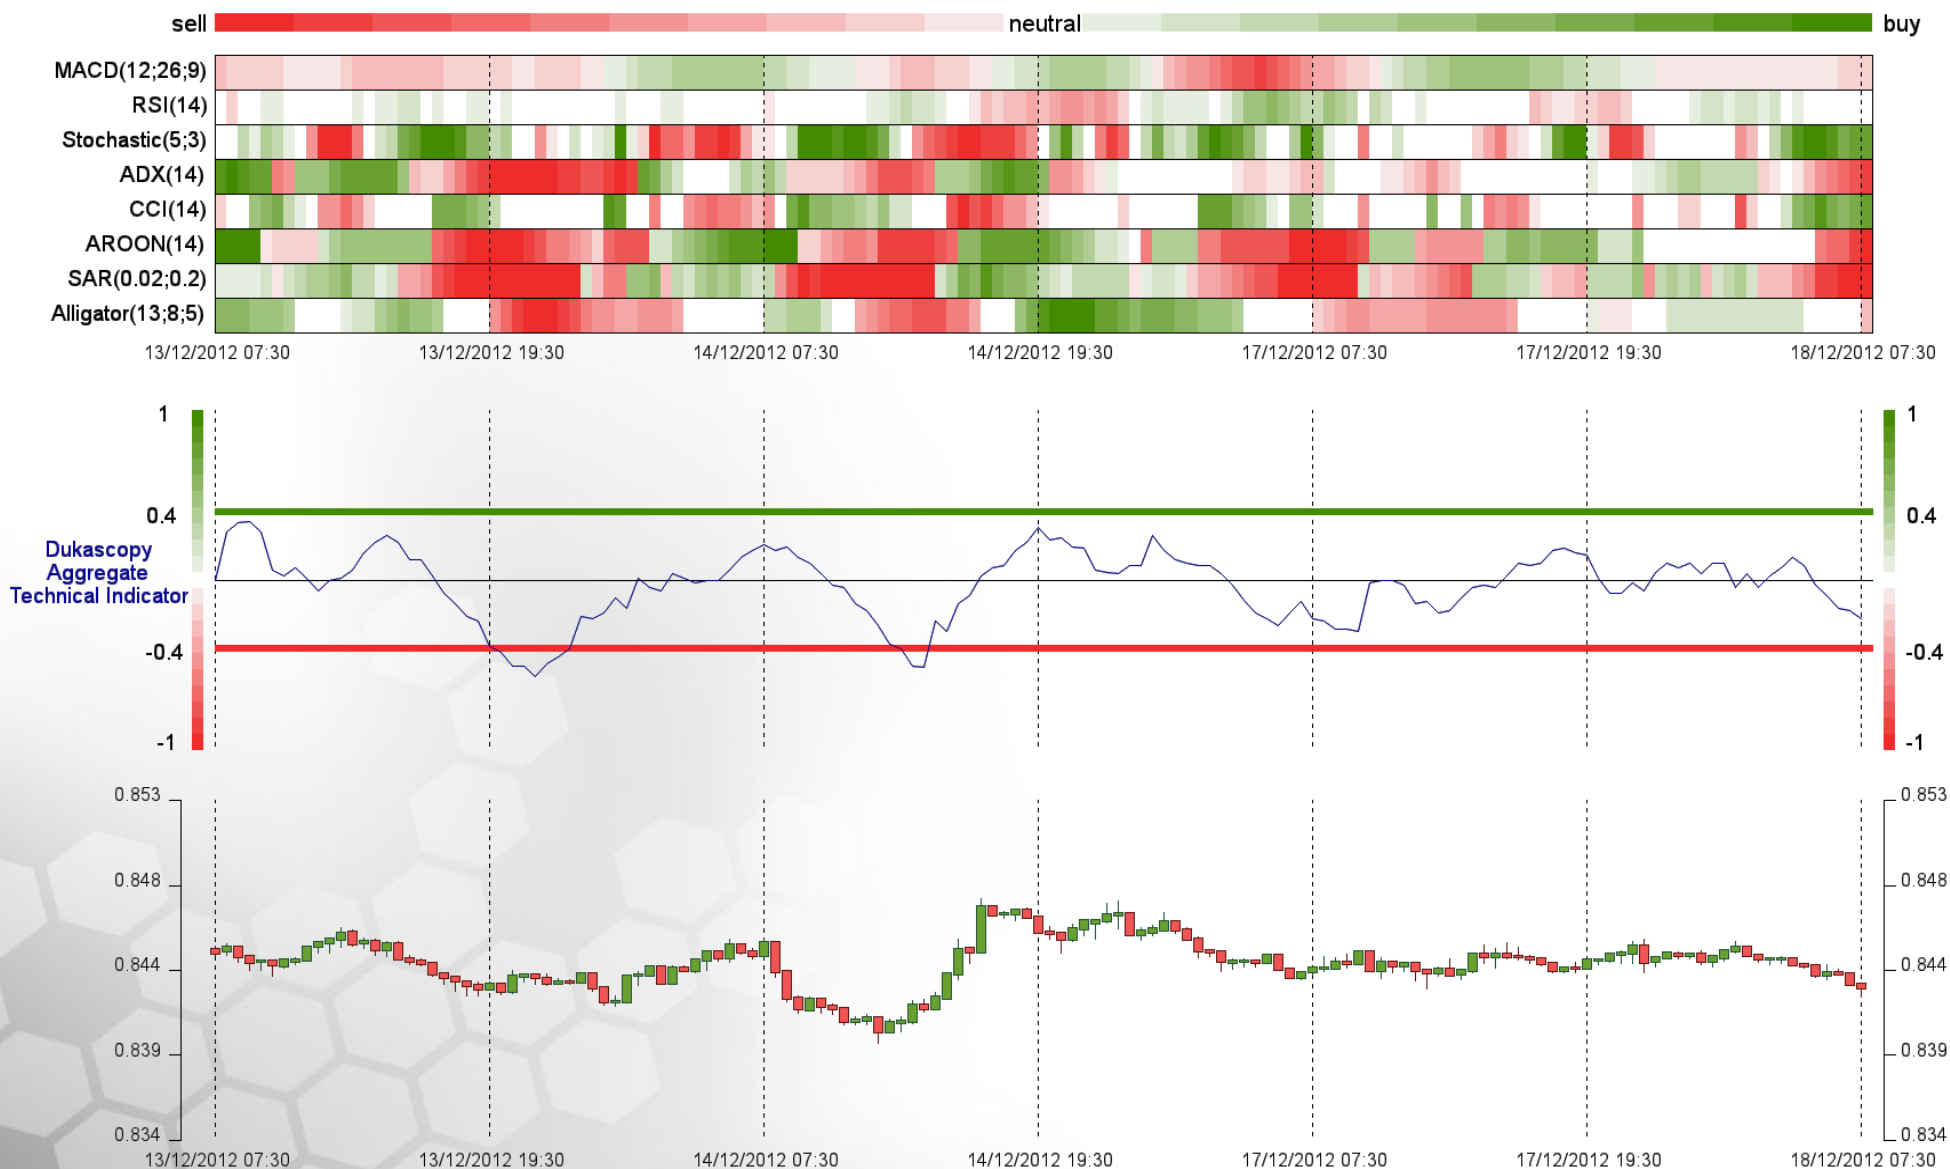 sell neutral buy
MACD(12;26;9)
RSI(14)
Stochastic(5;3)
ADX(14)
CCI(14)
AROON(14)
SAR(0.02;0.2)
Alligator(13;8;5)
13/12/2012 07:30 13/12/2012 19:30 14/12/2012 07:30 14/12/2012 19:30 17/12/2012 07:30 17/12/2012 19:30 18/12/2012 07:30
1 1
0.4 0.4
Dukascopy
Aggregate
Technical Indicator
-0.4 -0.4
-1 -1
0.853 0.853
0.848 0.848
0.844 0.844
0.839 0.839
0.834 0.834
13/12/2012 07:30 13/12/2012 19:30 14/12/2012 07:30 14/12/2012 19:30 17/12/2012 07:30 17/12/2012 19:30 18/12/2012 07:30